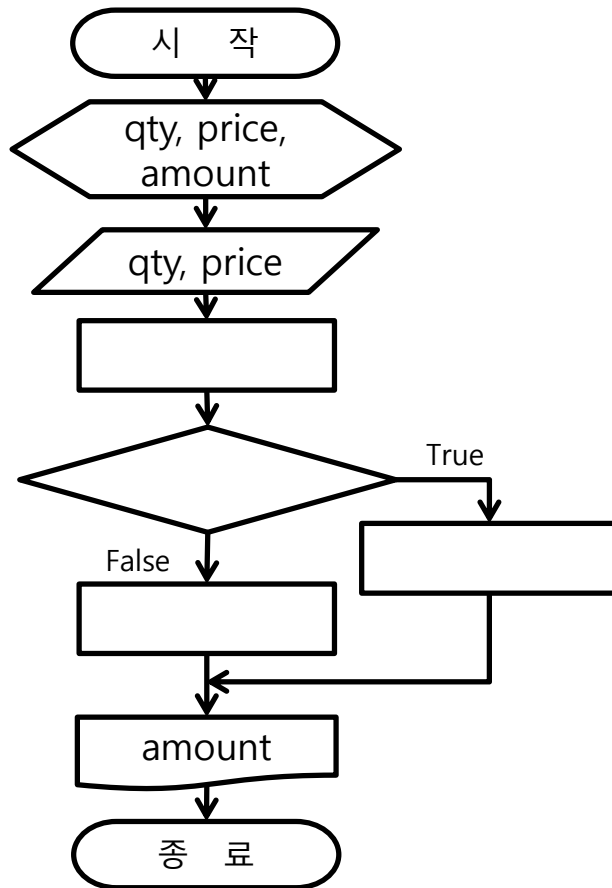 시 작
qty, price,
amount
qty, price
True
False
amount
종 료